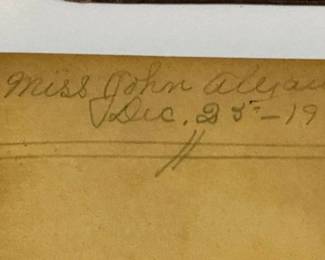 Miss John
Dec. 25 - 19